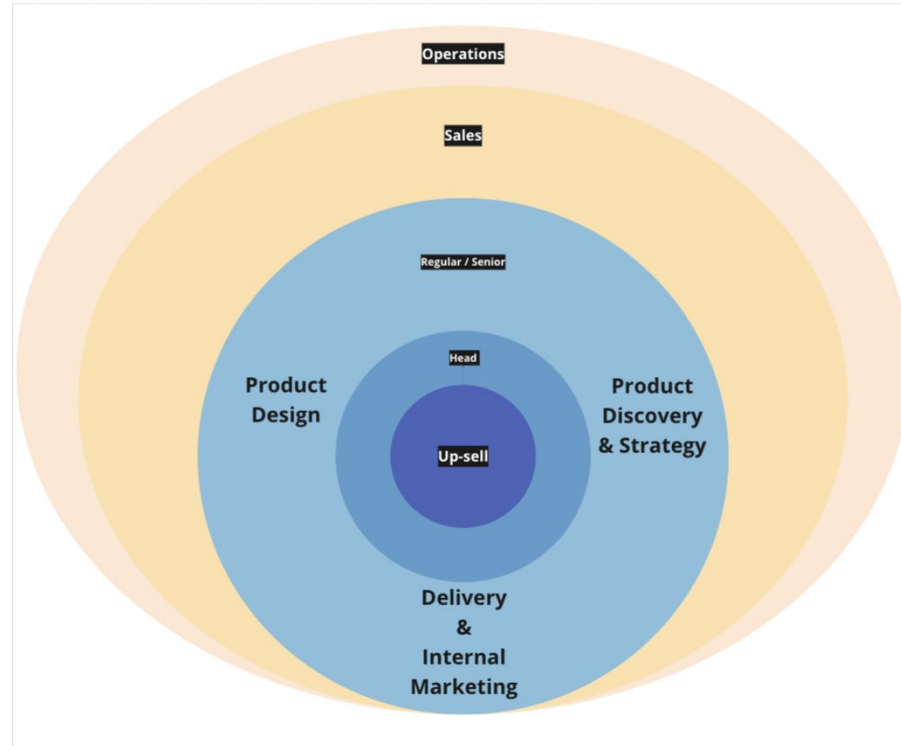 Operations
Sales
Regular / Senior
Head
Product
Design
Product
Discovery
& Strategy
Up-sell
Delivery
&
Internal
Marketing